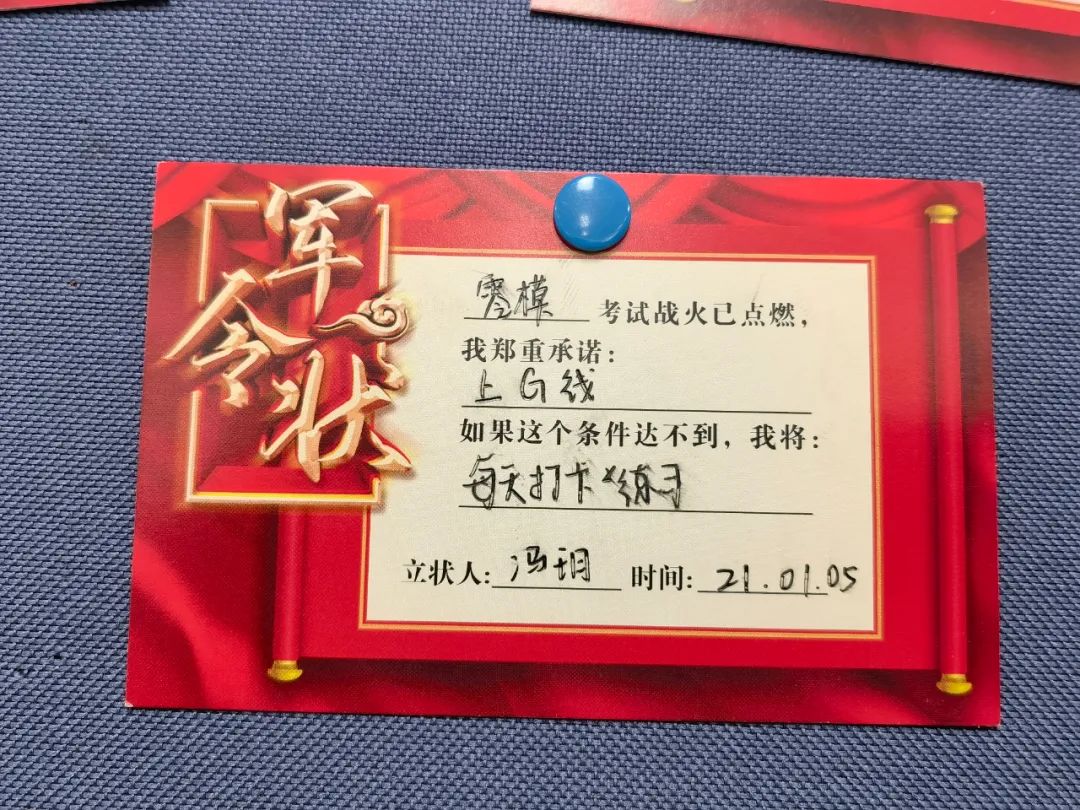 军令状
零模 考试战火已点燃，
我郑重承诺：
上G线
如果这个条件达不到，我将：
每天打卡练习
立状人：冯玥 时间：21.01.05